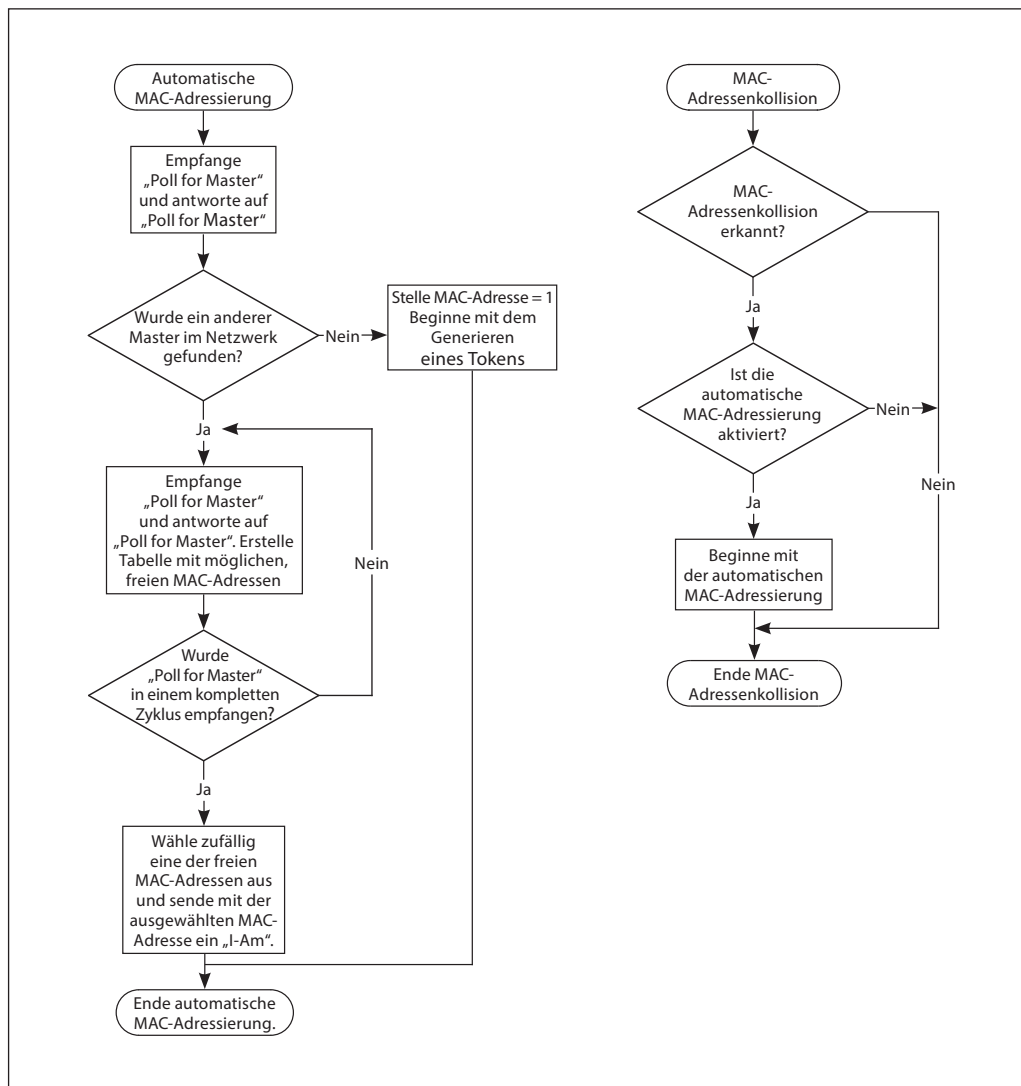 Automatische
MAC-Adressierung
Empfange
„Poll for Master“
und antworte auf
„Poll for Master“
Wurde ein anderer
Master im Netzwerk
gefunden?
Nein
Stelle MAC-Adresse = 1
Beginne mit dem
Generieren
eines Tokens
Ja
Empfange
„Poll for Master“
und antworte auf
„Poll for Master“. Erstelle
Tabelle mit möglichen,
freien MAC-Adressen
Nein
Wurde
„Poll for Master“
in einem kompletten
Zyklus empfangen?
Ja
Wähle zufällig
eine der freien
MAC-Adressen aus
und sende mit der
ausgewählten MAC-
Adresse ein „I-Am“.
Ende automatische
MAC-Adressierung.
MAC-
Adressenkollision
MAC-
Adressenkollision
erkannt?
Ja
Ist die
automatische
MAC-Adressierung
aktiviert?
Nein
Nein
Ja
Beginne mit
der automatischen
MAC-Adressierung
Ende MAC-
Adressenkollision